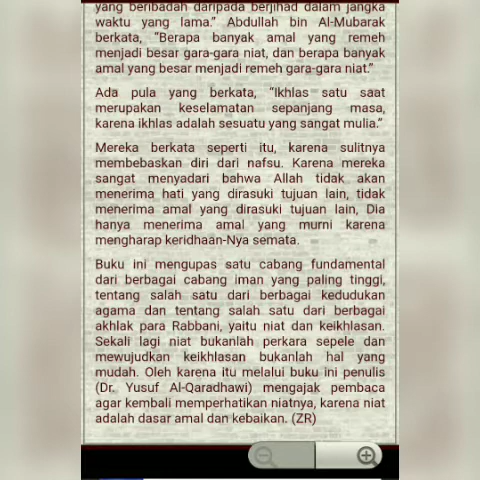 yang beribadah daripada berjihad dalam jangka
waktu yang lama.” Abdullah bin Al-Mubarak
berkata, “Berapa banyak amal yang remeh
menjadi besar gara-gara niat, dan berapa banyak
amal yang besar menjadi remeh gara-gara niat.”
Ada pula yang berkata, “Ikhlas satu saat
merupakan keselamatan sepanjang masa,
karena ikhlas adalah sesuatu yang sangat mulia.”
Mereka berkata seperti itu, karena sulitnya
membebaskan diri dari nafsu. Karena mereka
sangat menyadari bahwa Allah tidak akan
menerima hati yang dirasuki tujuan lain, tidak
menerima amal yang dirasuki tujuan lain, Dia
hanya menerima amal yang murni karena
mengharap keridhaan-Nya semata.
Buku ini mengupas satu cabang fundamental
dari berbagai cabang iman yang paling tinggi,
tentang salah satu dari berbagai kedudukan
agama dan tentang salah satu dari berbagai
akhlak para Rabbani, yaitu niat dan keikhlasan.
Sekali lagi niat bukanlah perkara sepele dan
mewujudkan keikhlasan bukanlah hal yang
mudah. Oleh karena itu melalui buku ini penulis
(Dr. Yusuf Al-Qaradhawi) mengajak pembaca
agar kembali memperhatikan niatnya, karena niat
adalah dasar amal dan kebaikan. (ZR)